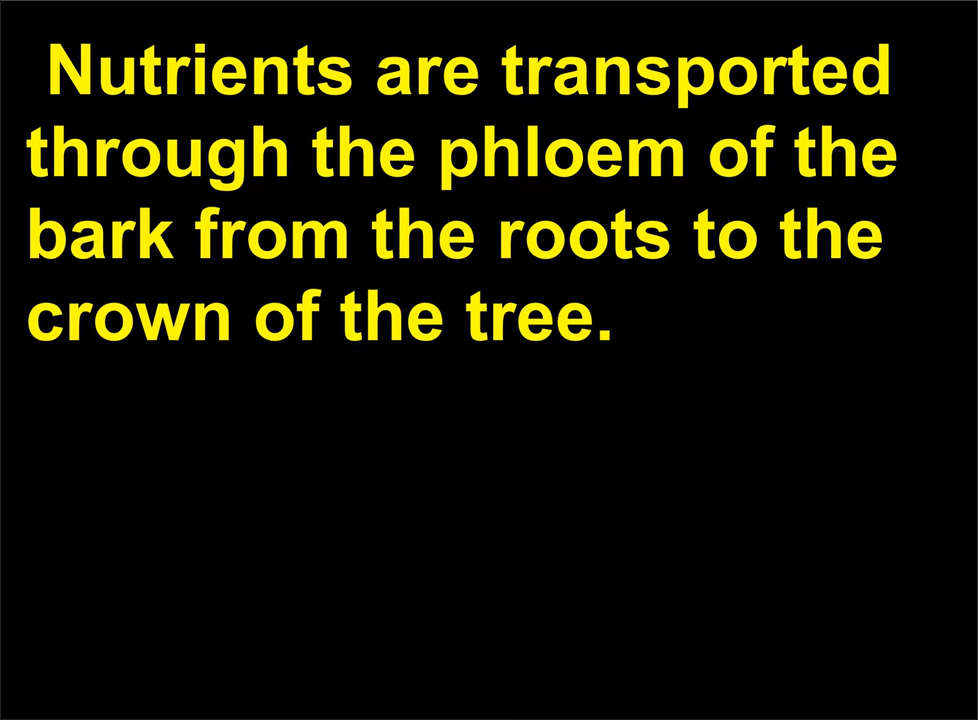 Nutrients are transported
through the phloem of the
bark from the roots to the
crown of the tree.